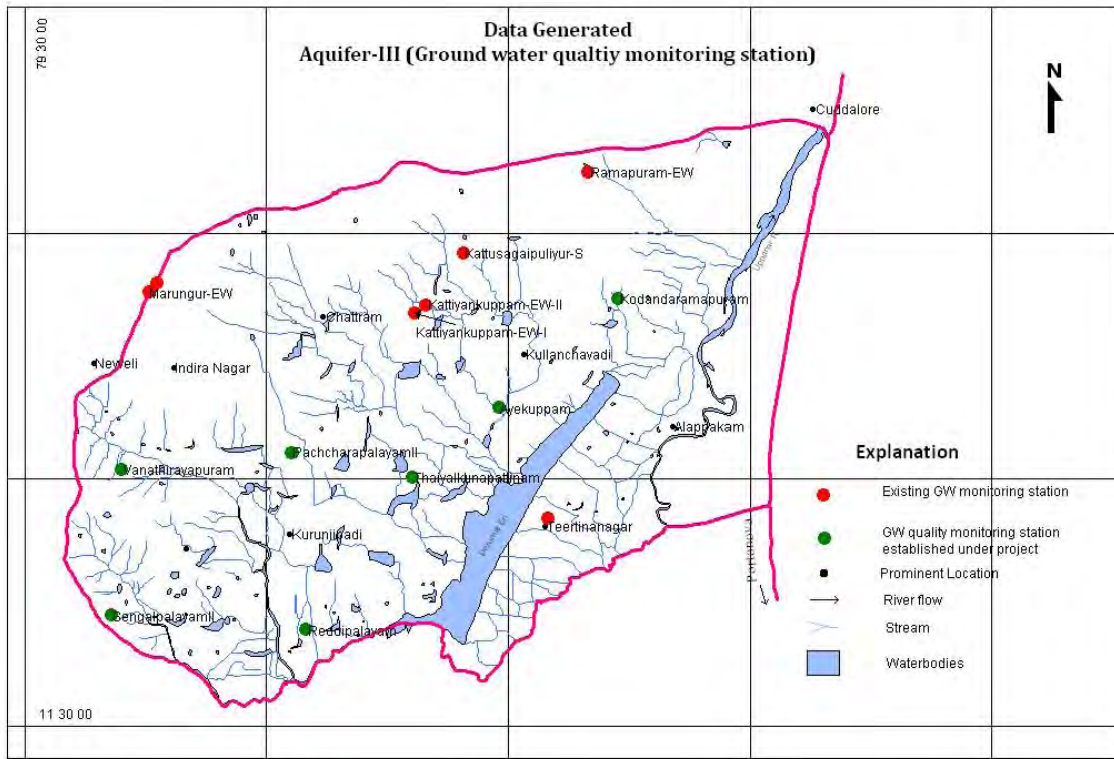 79 30 00
Data Generated
Aquifer-III (Ground water qualtiy monitoring station)
N
Cuddalore
Ramapuram-EW
Kattusagaipuliyur-S
Marungur-EW
Kodandaramapuram
Kattiyankuppam-EW-II
Chattram
Kattiyankuppam-EW-I
Kullanchavadi
Neweli
Indira Nagar
Ayekuppam
Alappakam
PachcharapalayamII
Vanathirayapuram
Thaiyalkunapattinam
Teertinanagar
Kurunjipadi
SengalpalayamII
Reddipalayam
Portonova
Explanation
Existing GW monitoring station
GW quality monitoring station
established under project
Prominent Location
River flow
Stream
Waterbodies
11 30 00